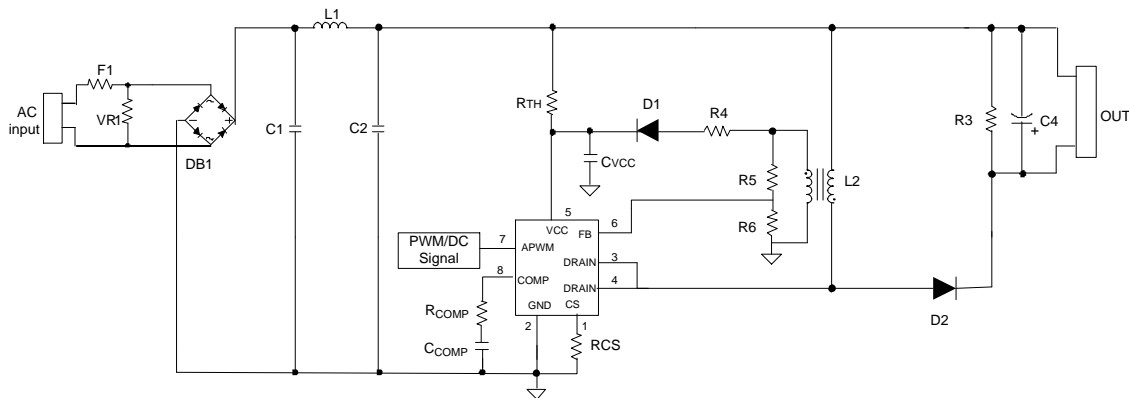 L1
F1
AC
input
VR1
DB1
C1
C2
RTH
D1
R4
CVCC
R5
R6
L2
R3
C4
+
OUT
5
VCC
6
FB
PWM/DC
Signal
7
APWM
DRAIN
3
8
COMP
DRAIN
4
GND
CS
2
1
RCOMP
CCOMP
RCS
D2